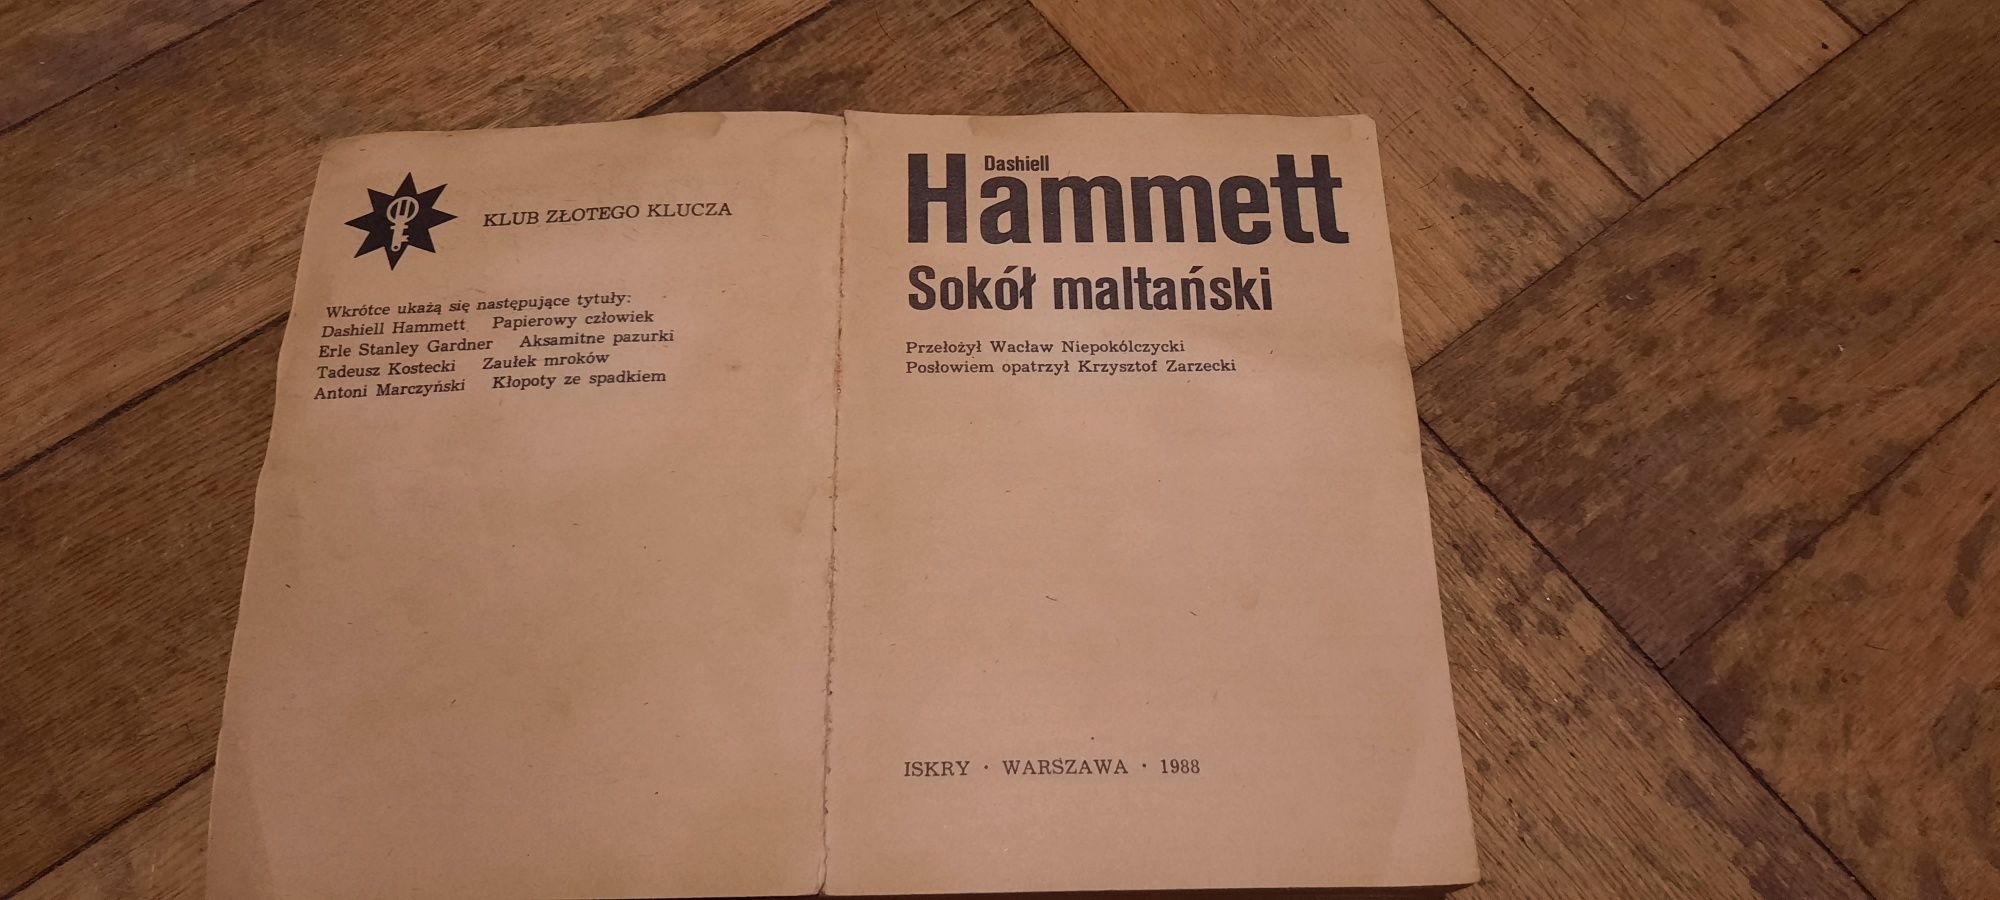 KLUB ZŁOTEGO KLUCZA
Wkrótce ukażą się następujące tytuły:
Dashiell Hammett Papierowy człowiek
Erle Stanley Gardner Aksamitne pazurki
Tadeusz Kostecki Zaułek mroków
Antoni Marczyński Kłopoty ze spadkiem
Dashiell
Hammett
Sokół maltański
Przełożył Wacław Niepokólczycki
Posłowiem opatrzył Krzysztof Zarzecki
ISKRY · WARSZAWA · 1988